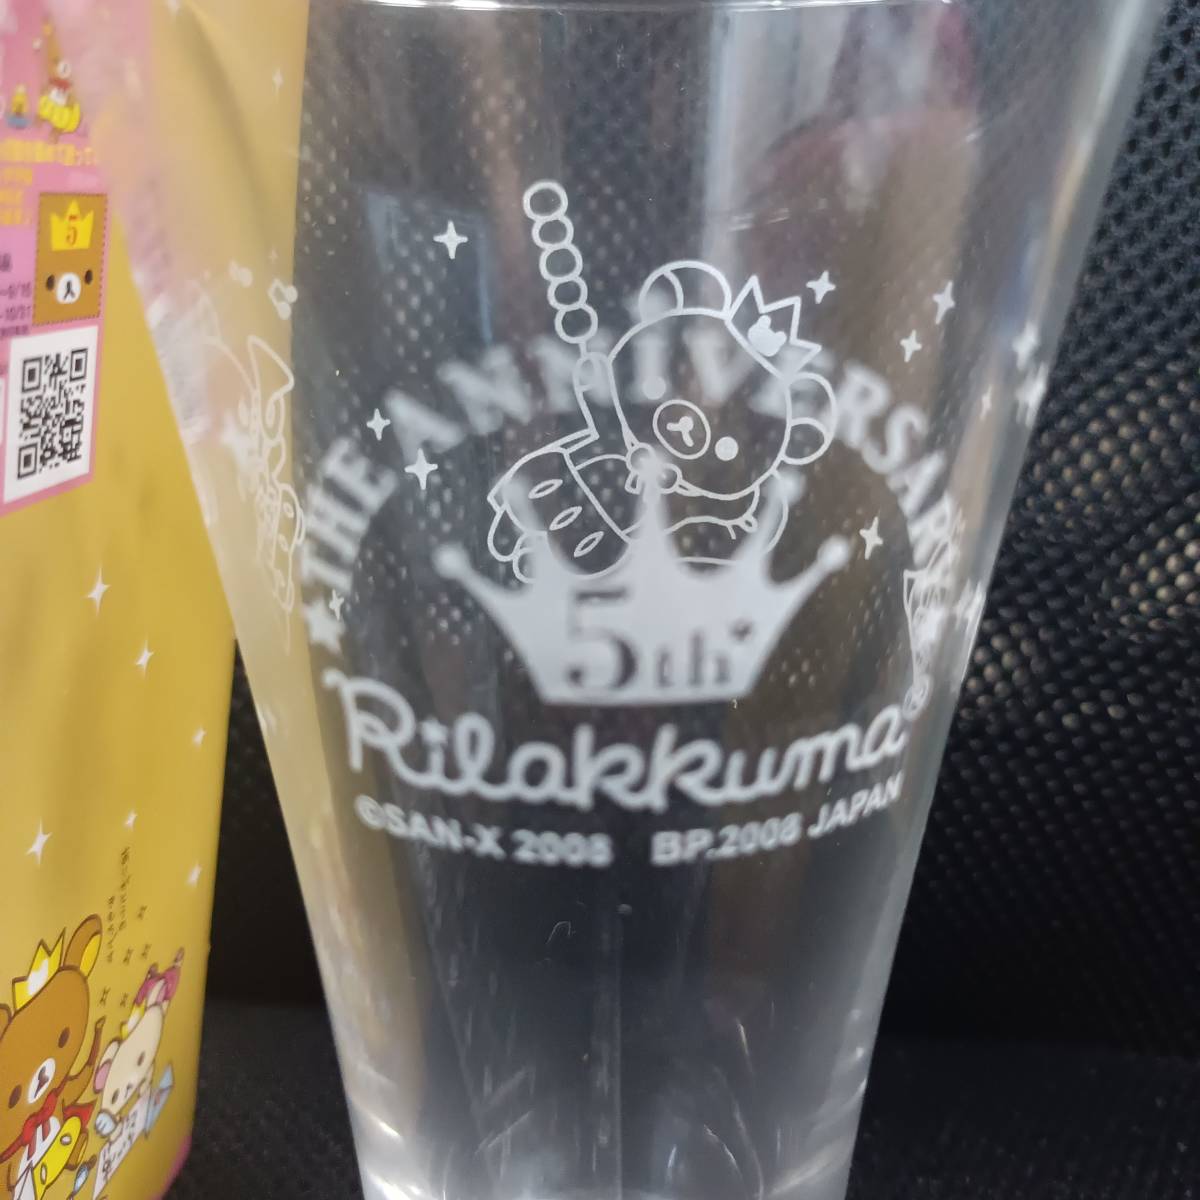 THE ANNIVERSARY
5th
Rilakkuma
©SAN-X 2008 BP.2008 JAPAN
5